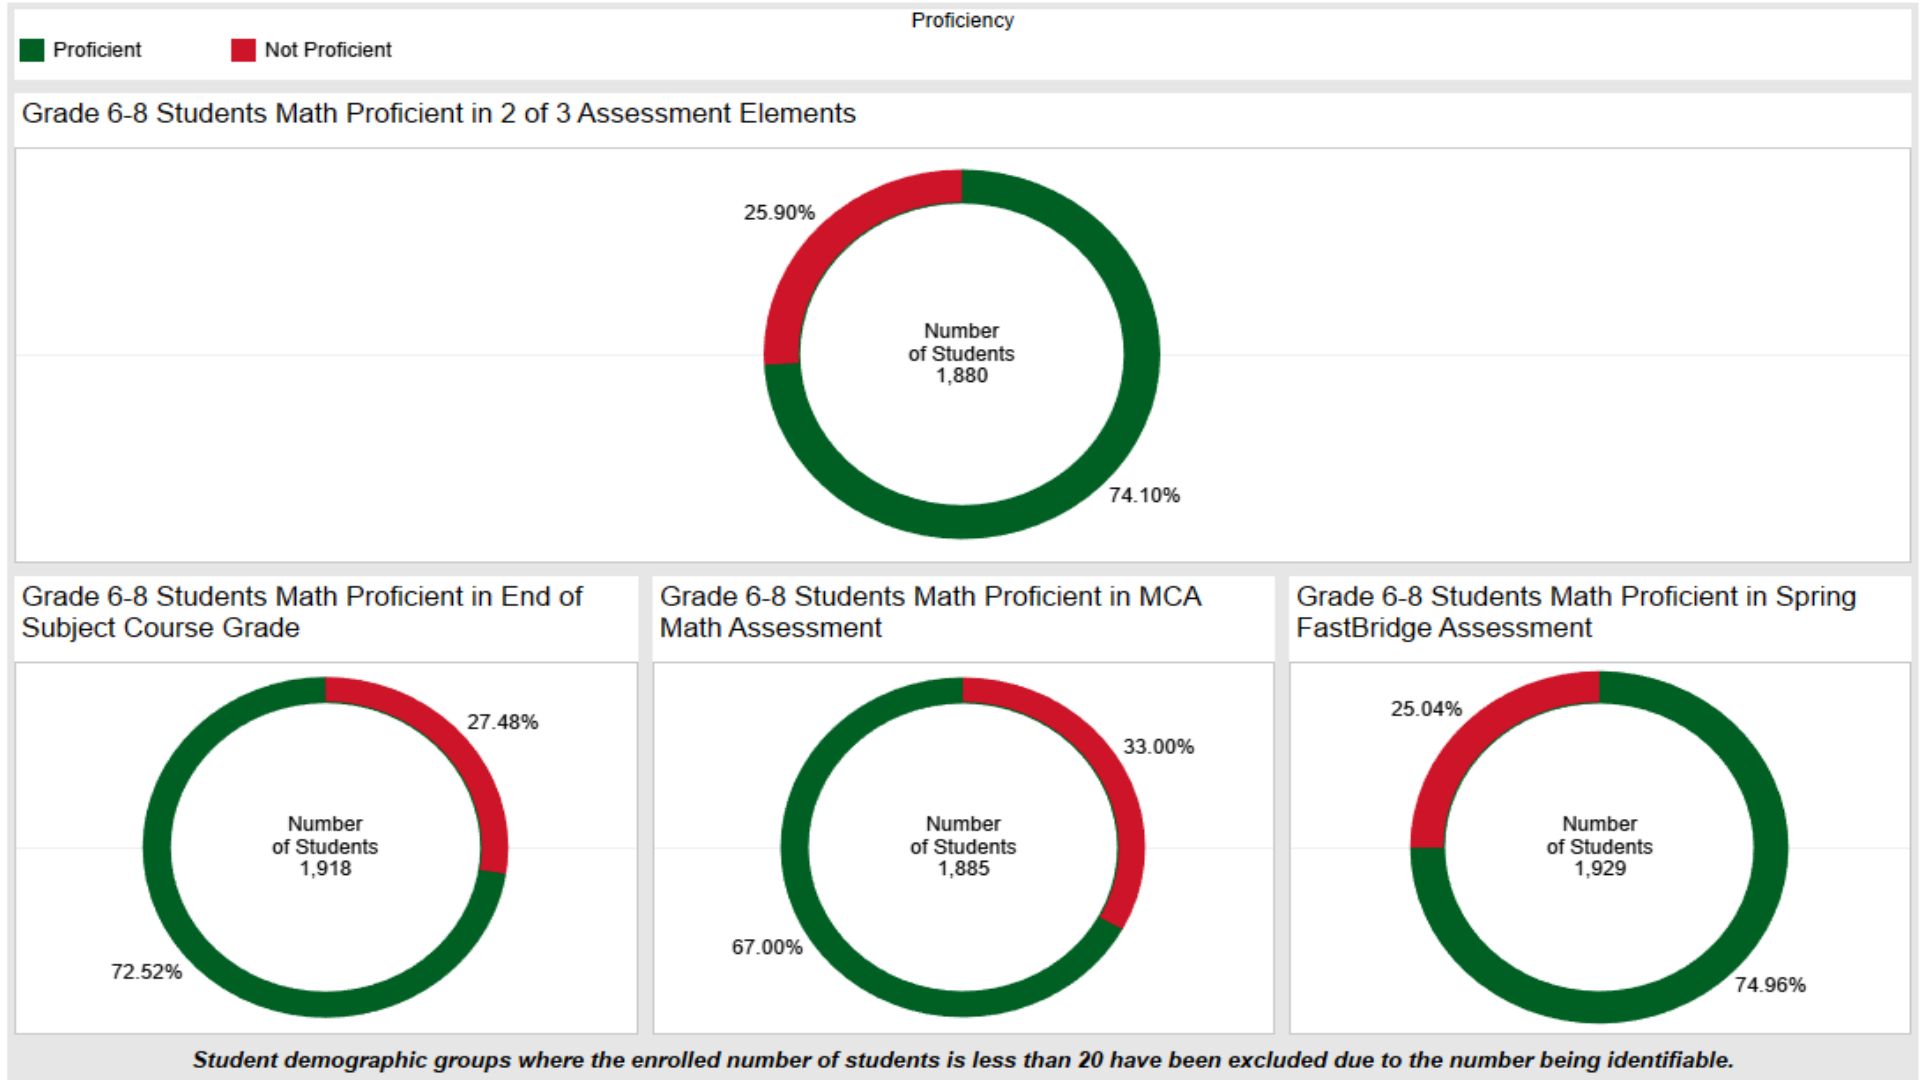 Proficiency
Proficient
Not Proficient
Grade 6-8 Students Math Proficient in 2 of 3 Assessment Elements
25.90%
Number
of Students
1,880
74.10%
Grade 6-8 Students Math Proficient in End of
Subject Course Grade
27.48%
Number
of Students
1,918
72.52%
Grade 6-8 Students Math Proficient in MCA
Math Assessment
33.00%
Number
of Students
1,885
67.00%
Grade 6-8 Students Math Proficient in Spring
FastBridge Assessment
25.04%
Number
of Students
1,929
74.96%
Student demographic groups where the enrolled number of students is less than 20 have been excluded due to the number being identifiable.